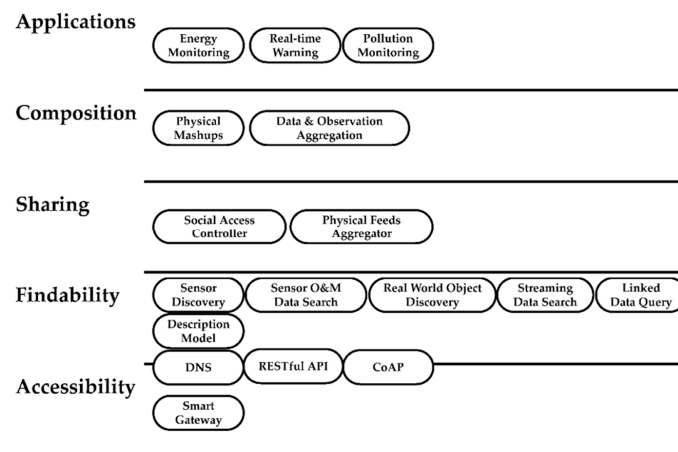 Applications
Energy
Monitoring
Real-time
Warning
Pollution
Monitoring
Composition
Physical
Mashups
Data & Observation
Aggregation
Sharing
Social Access
Controller
Physical Feeds
Aggregator
Findability
Sensor
Discovery
Sensor O&M
Data Search
Real World Object
Discovery
Streaming
Data Search
Linked
Data Query
Description
Model
Accessibility
DNS
RESTful API
CoAP
Smart
Gateway